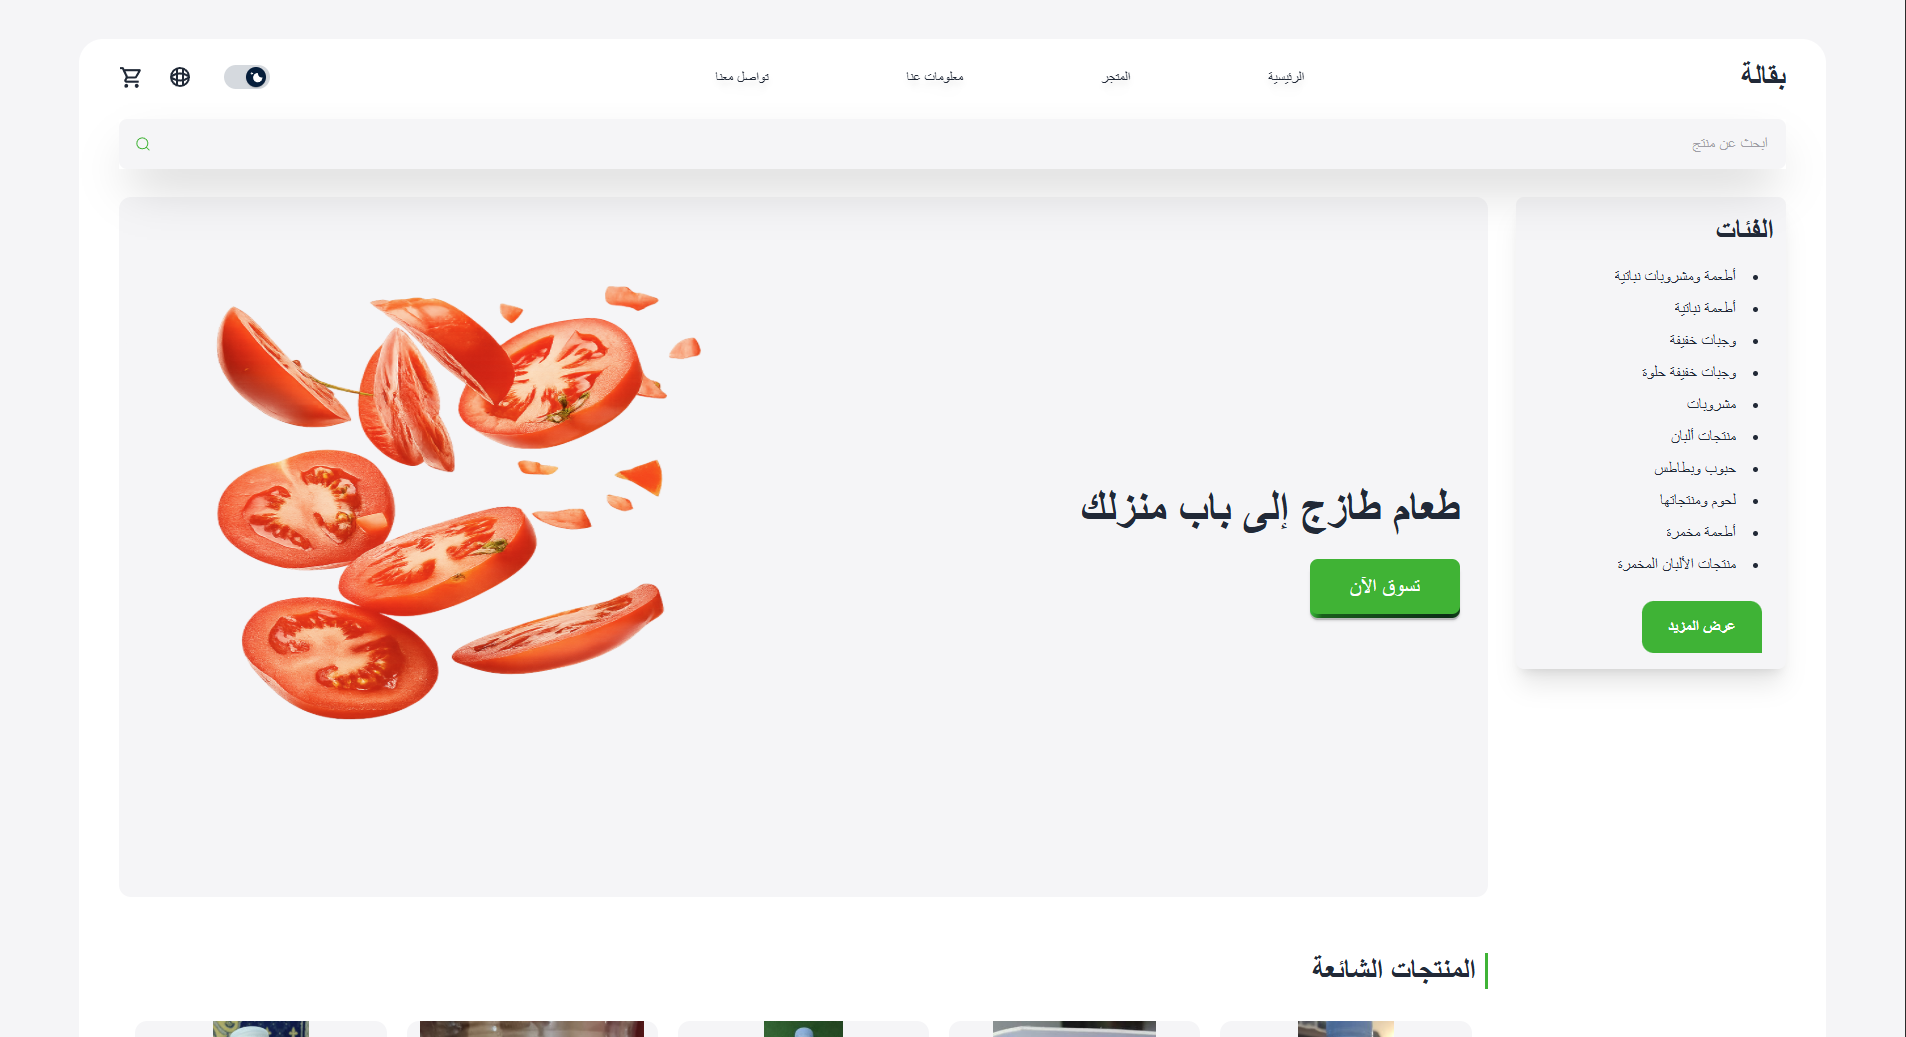 بقالة
الرئيسية
المتجر
معلومات عنا
تواصل معنا
ابحث عن منتج
الفئات
أطعمة ومشروبات نباتية
أطعمة نباتية
وجبات خفيفة
وجبات خفيفة حلوة
مشروبات
منتجات ألبان
حبوب وبطاطس
لحوم ومنتجاتها
أطعمة مخمرة
منتجات الألبان المخمرة
عرض المزيد
طعام طازج إلى باب منزلك
تسوق الآن
المنتجات الشائعة